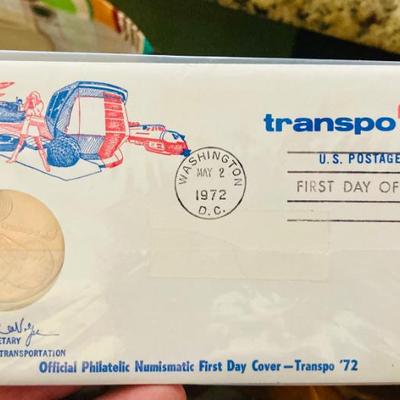 transpo
U.S. POSTAGE
WASHINGTON
MAY 2
1972
D.C.
FIRST DAY OF
ETARY
TRANSPORTATION
Official Philatelic Numismatic First Day Cover—Transpo '72